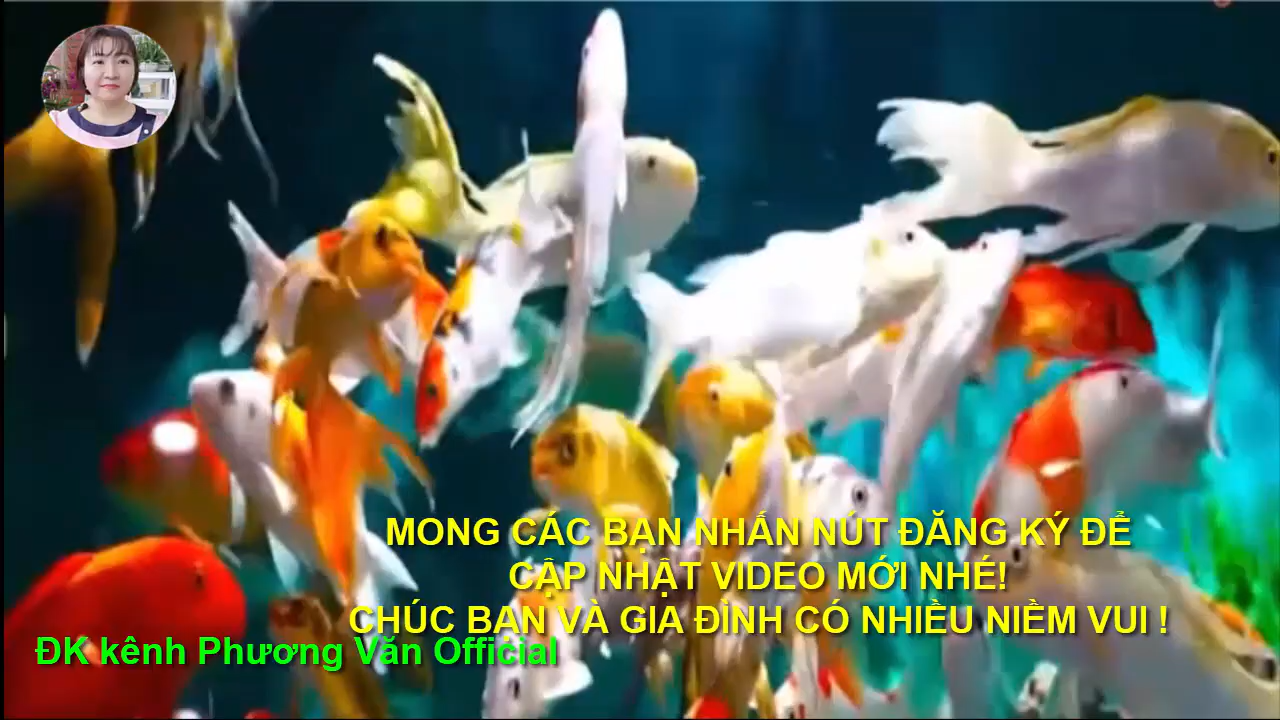 MONG CÁC BẠN NHẤN NÚT ĐĂNG KÝ ĐỂ
CẬP NHẬT VIDEO MỚI NHÉ!
CHÚC BẠN VÀ GIA ĐÌNH CÓ NHIỀU NIỀM VUI !
ĐK kênh Phương Văn Official